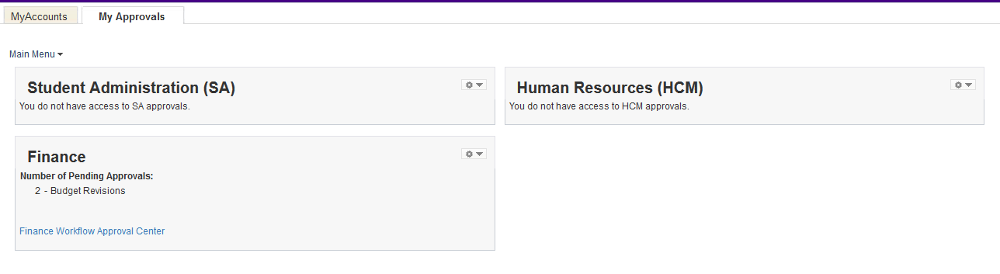 MyAccounts
My Approvals
Main Menu
Student Administration (SA)
You do not have access to SA approvals.
Human Resources (HCM)
You do not have access to HCM approvals.
Finance
Number of Pending Approvals:
2 - Budget Revisions
Finance Workflow Approval Center